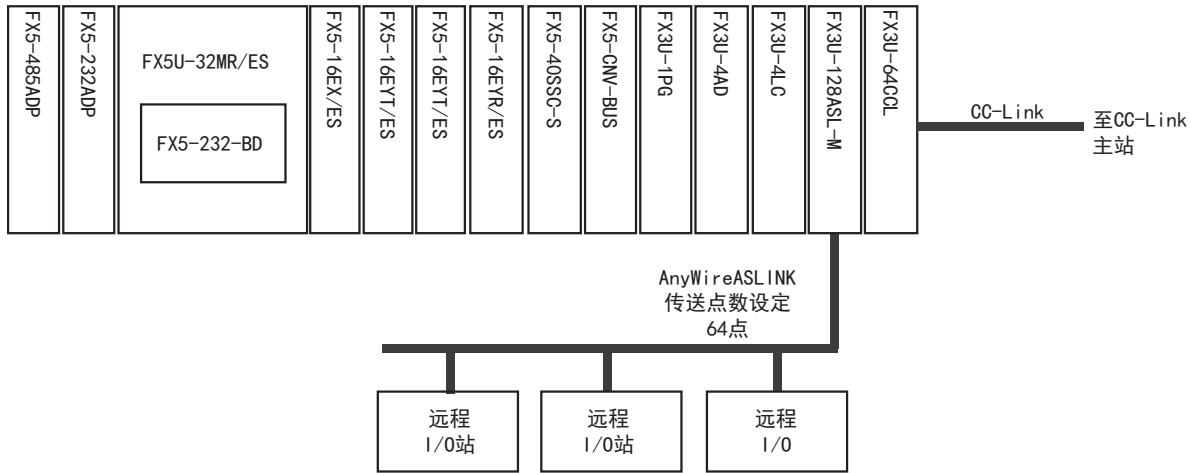 FX5-485ADP
FX5-232ADP
FX5U-32MR/ES
FX5-232-BD
FX5-16EX/ES
FX5-16EYT/ES
FX5-16EYT/ES
FX5-16EYR/ES
FX5-40SSC-S
FX5-CNV-BUS
FX3U-1PG
FX3U-4AD
FX3U-4LC
FX3U-128ASL-M
FX3U-64CCL
CC-Link
至CC-Link
主站
AnyWireASLINK
传送点数设定
64点
远程
I/O站
远程
I/O站
远程
I/O